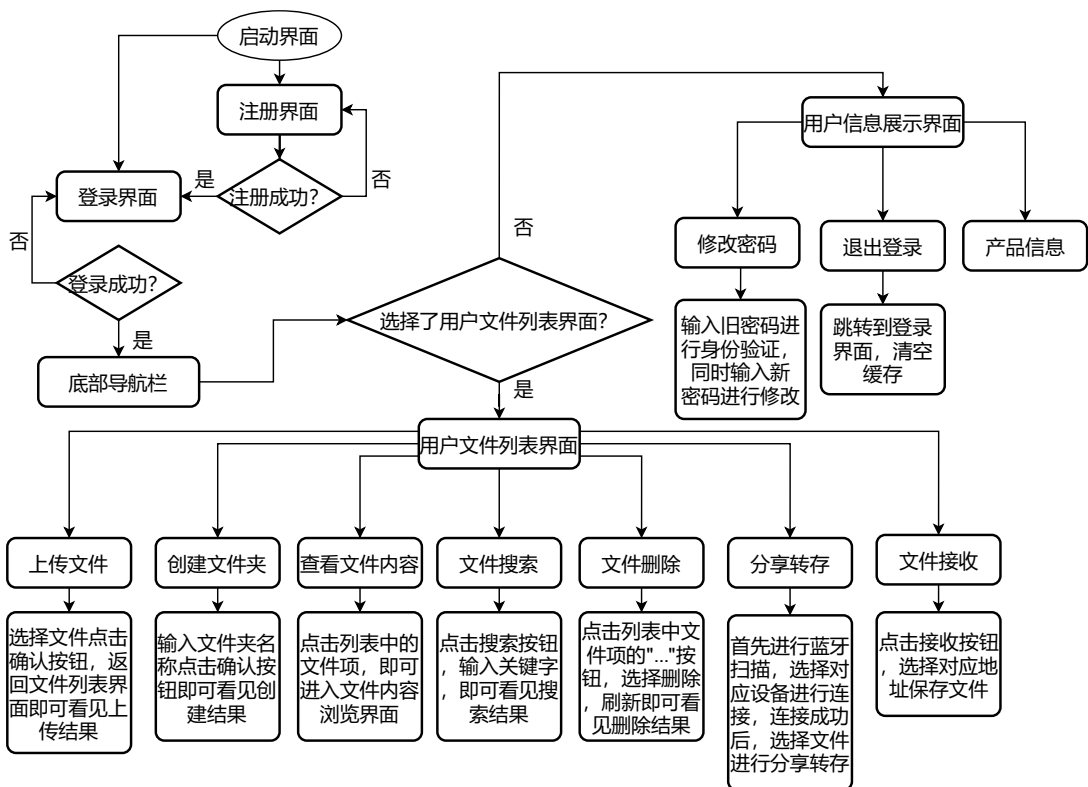 启动界面
注册界面
用户信息展示界面
登录界面
是
注册成功？
否
否
否
修改密码
退出登录
产品信息
登录成功？
选择了用户文件列表界面？
输入旧密码进
行身份验证，
同时输入新
密码进行修改
跳转到登录
界面，清空
缓存
是
底部导航栏
是
用户文件列表界面
上传文件
创建文件夹
查看文件内容
文件搜索
文件删除
分享转存
文件接收
选择文件点击
确认按钮，返
回文件列表界
面即可看见上
传结果
输入文件夹名
称点击确认按
钮即可看见创
建结果
点击列表中的
文件项，即可
进入文件内容
浏览界面
点击搜索按钮
，输入关键字
，即可看见搜
索结果
点击列表中文
件项的"..."按
钮，选择删除
，刷新即可看
见删除结果
首先进行蓝牙
扫描，选择对
应设备进行连
接，连接成功
后，选择文件
进行分享转存
点击接收按钮
，选择对应地
址保存文件